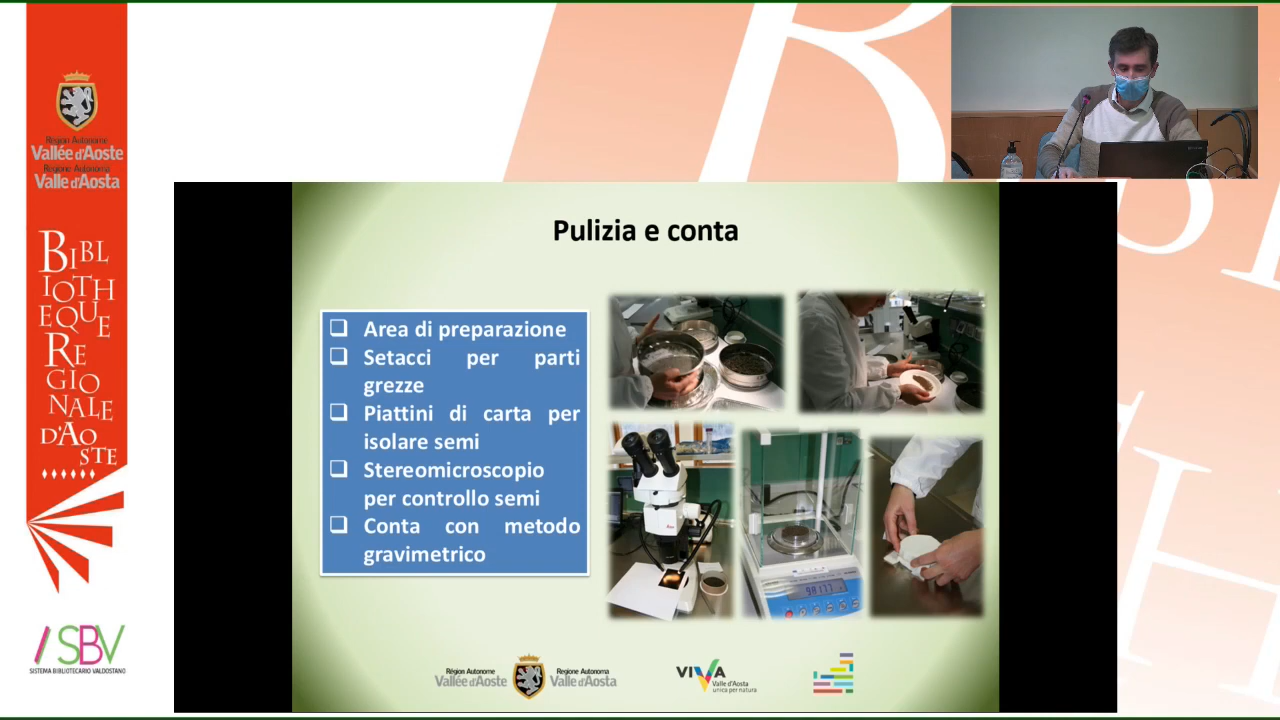 Région Autonome
Vallée d'Aoste
Regione Autonoma
Valle d'Aosta
BIBL
IOTH
EQUE
RE
GIO
NALE
D'AO
STE
SBV
SISTEMA BIBLIOTECARIO VALDOSTANO
Pulizia e conta
Area di preparazione
Setacci per parti
grezze
Piattini di carta per
isolare semi
Stereomicroscopio
per controllo semi
Conta con metodo
gravimetrico
Région Autonome
Vallée d'Aoste
Regione Autonoma
Valle d'Aosta
VIVA
Valle d'Aosta
unica per natura